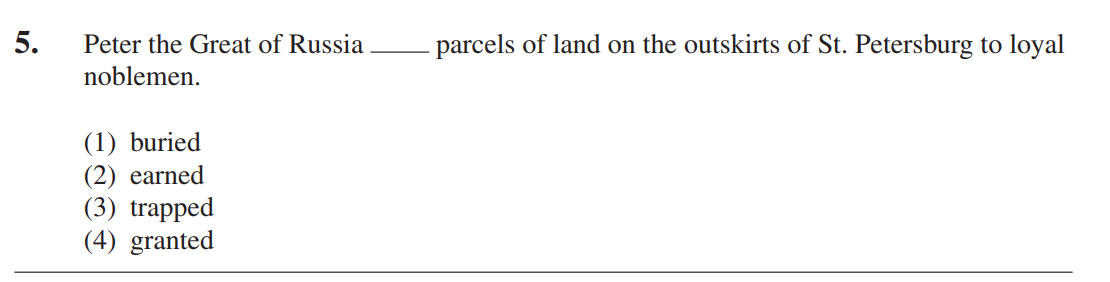 5. Peter the Great of Russia ____ parcels of land on the outskirts of St. Petersburg to loyal
noblemen.
(1) buried
(2) earned
(3) trapped
(4) granted